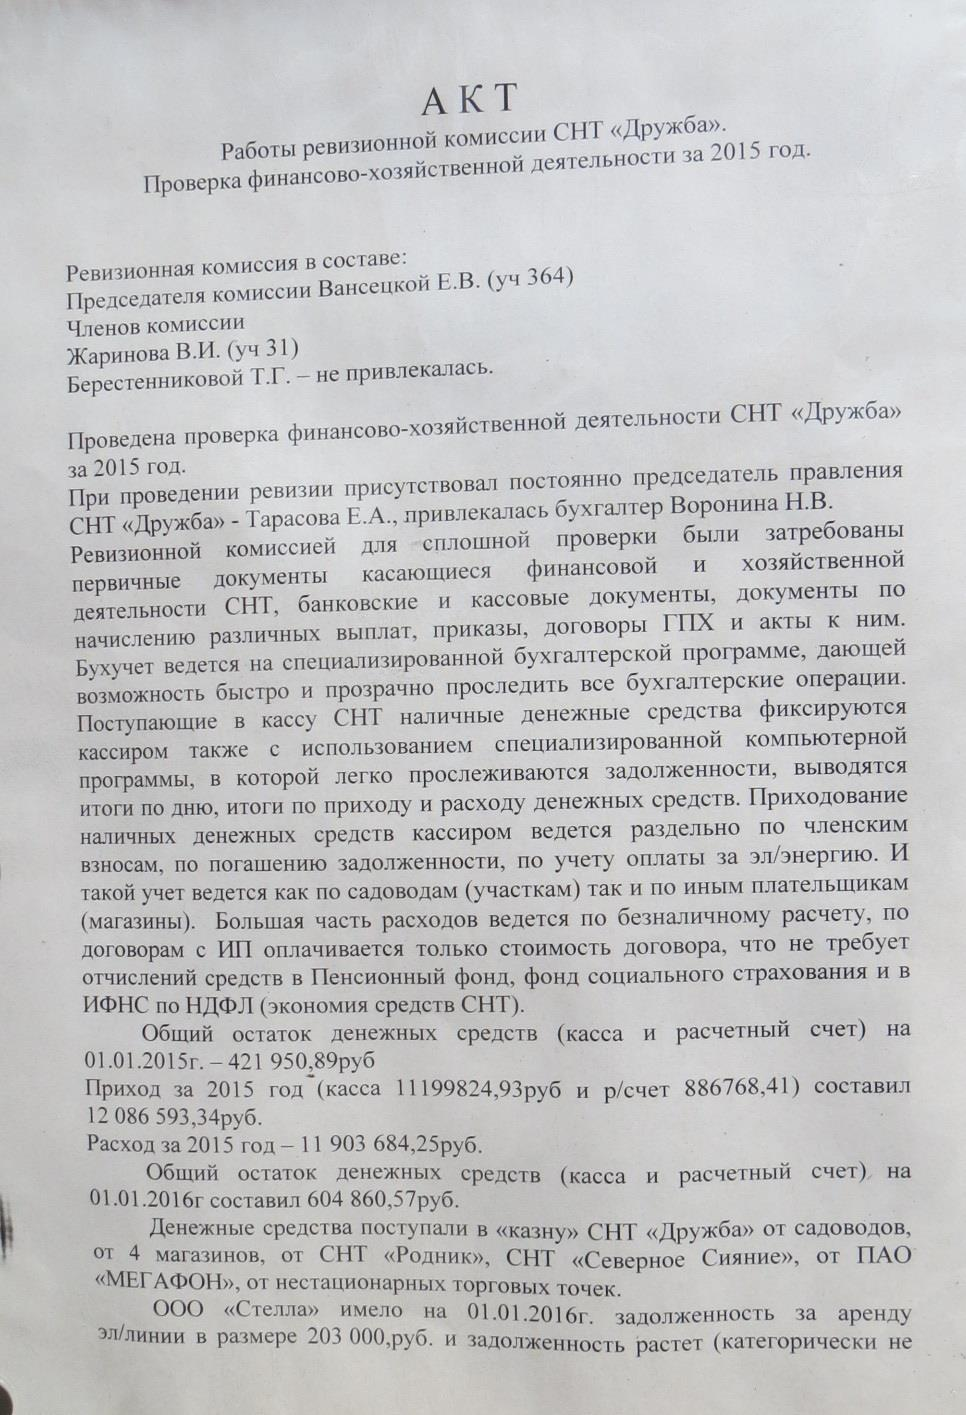 А К Т
Работы ревизионной комиссии СНТ «Дружба».
Проверка финансово-хозяйственной деятельности за 2015 год.
Ревизионная комиссия в составе:
Председателя комиссии Вансецкой Е.В. (уч 364)
Членов комиссии
Жаринова В.И. (уч 31)
Берестенниковой Т.Г. – не привлекалась.
Проведена проверка финансово-хозяйственной деятельности СНТ «Дружба»
за 2015 год.
При проведении ревизии присутствовал постоянно председатель правления
СНТ «Дружба» - Тарасова Е.А., привлекалась бухгалтер Воронина Н.В.
Ревизионной комиссией для сплошной проверки были затребованы
первичные документы касающиеся финансовой и хозяйственной
деятельности СНТ, банковские и кассовые документы, документы по
начислению различных выплат, приказы, договоры ГПХ и акты к ним.
Бухучет ведется на специализированной бухгалтерской программе, дающей
возможность быстро и прозрачно проследить все бухгалтерские операции.
Поступающие в кассу СНТ наличные денежные средства фиксируются
кассиром также с использованием специализированной компьютерной
программы, в которой легко прослеживаются задолженности, выводятся
итоги по дню, итоги по приходу и расходу денежных средств. Приходование
наличных денежных средств кассиром ведется раздельно по членским
взносам, по погашению задолженности, по учету оплаты за эл/энергию. И
такой учет ведется как по садоводам (участкам) так и по иным плательщикам
(магазины). Большая часть расходов ведется по безналичному расчету, по
договорам с ИП оплачивается только стоимость договора, что не требует
отчислений средств в Пенсионный фонд, фонд социального страхования и в
ИФНС по НДФЛ (экономия средств СНТ).
Общий остаток денежных средств (касса и расчетный счет) на
01.01.2015г. – 421 950,89руб
Приход за 2015 год (касса 11199824,93руб и р/счет 886768,41) составил
12 086 593,34руб.
Расход за 2015 год – 11 903 684,25руб.
Общий остаток денежных средств (касса и расчетный счет) на
01.01.2016г составил 604 860,57руб.
Денежные средства поступали в «казну» СНТ «Дружба» от садоводов,
от 4 магазинов, от СНТ «Родник», СНТ «Северное Сияние», от ПАО
«МЕГАФОН», от нестационарных торговых точек.
ООО «Стелла» имело на 01.01.2016г. задолженность за аренду
эл/линии в размере 203 000,руб. и задолженность растет (категорически не